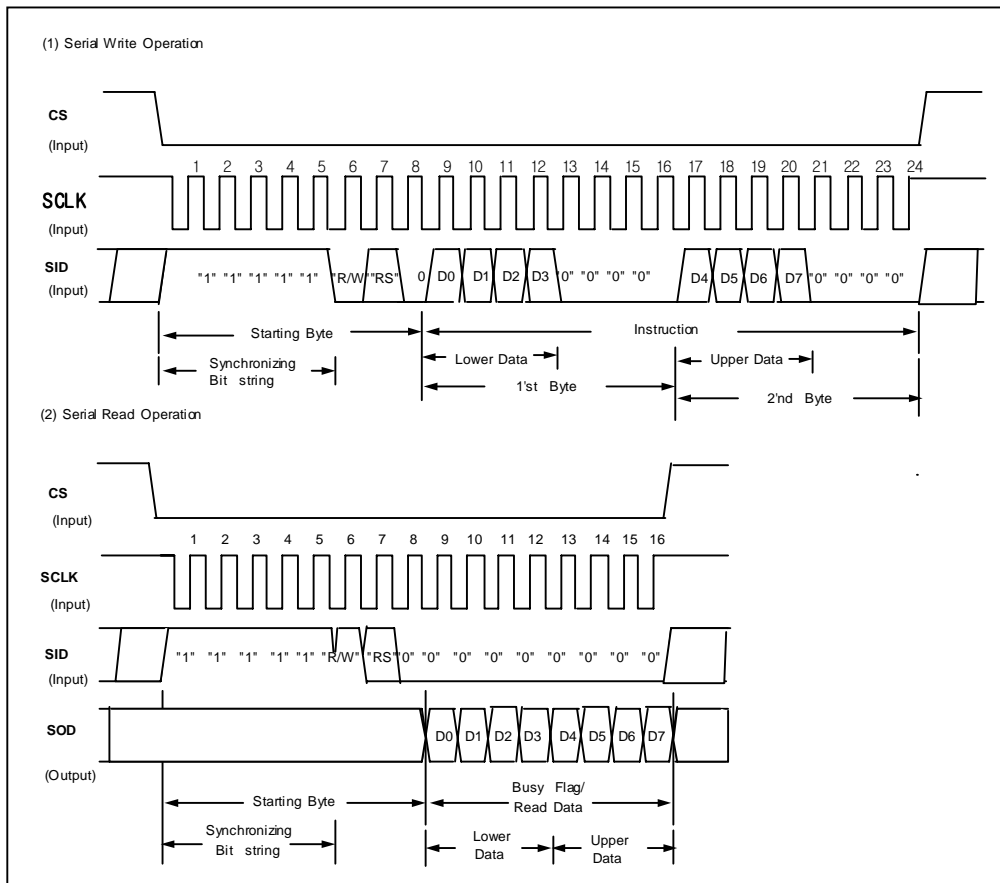 (1) Serial Write Operation
CS
(Input)
1 2 3 4 5 6 7 8 9 10 11 12 13 14 15 16 17 18 19 20 21 22 23 24
SCLK
(Input)
SID
(Input)
"1" "1" "1" "1" "1" "R/W" "RS" 0 D0 D1 D2 D3 "0" "0" "0" "0" D4 D5 D6 D7 "0" "0" "0" "0"
Starting Byte
Instruction
Synchronizing
Bit string
Lower Data
Upper Data
1'st Byte
2'nd Byte
(2) Serial Read Operation
CS
(Input)
1 2 3 4 5 6 7 8 9 10 11 12 13 14 15 16
SCLK
(Input)
SID
(Input)
"1" "1" "1" "1" "1" "R/W" "RS" "0" "0" "0" "0" "0" "0" "0" "0" "0"
SOD
(Output)
D0 D1 D2 D3 D4 D5 D6 D7
Starting Byte
Busy Flag/
Read Data
Synchronizing
Bit string
Lower
Data
Upper
Data